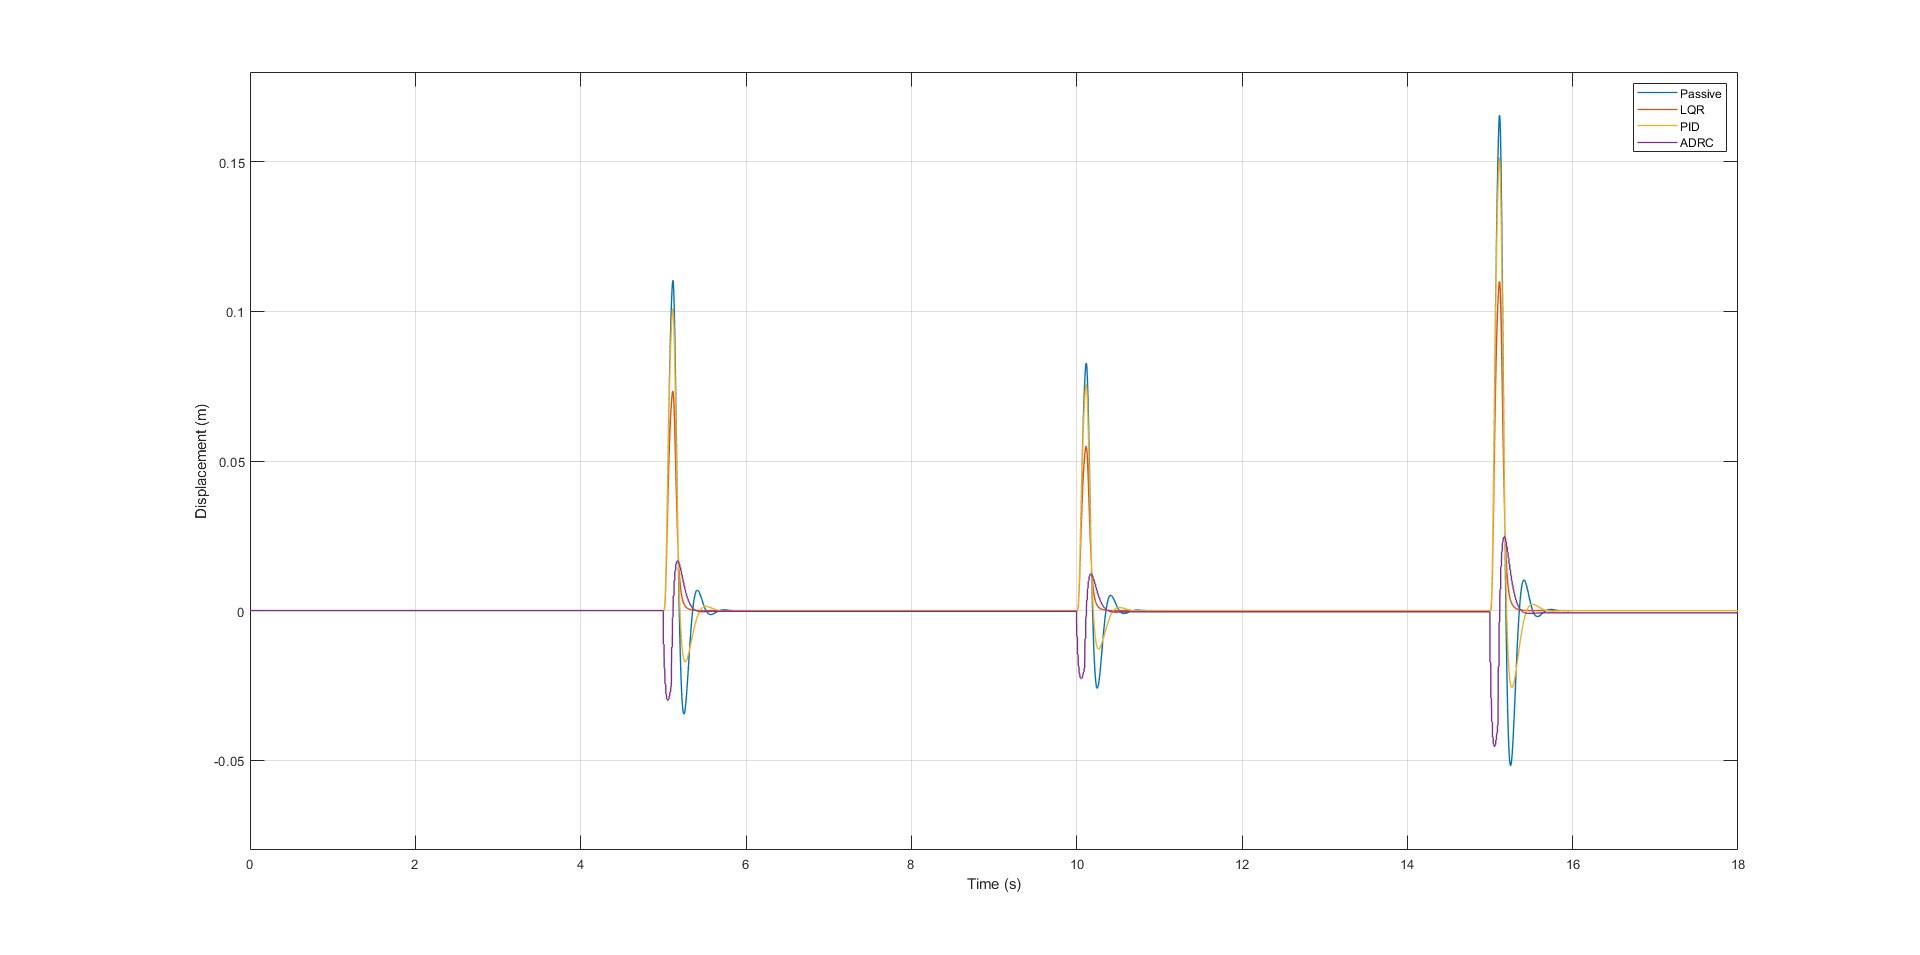 Passive
LQR
PID
ADRC
0.15
0.1
0.05
0
-0.05
Displacement (m)
0 2 4 6 8 10 12 14 16 18
Time (s)